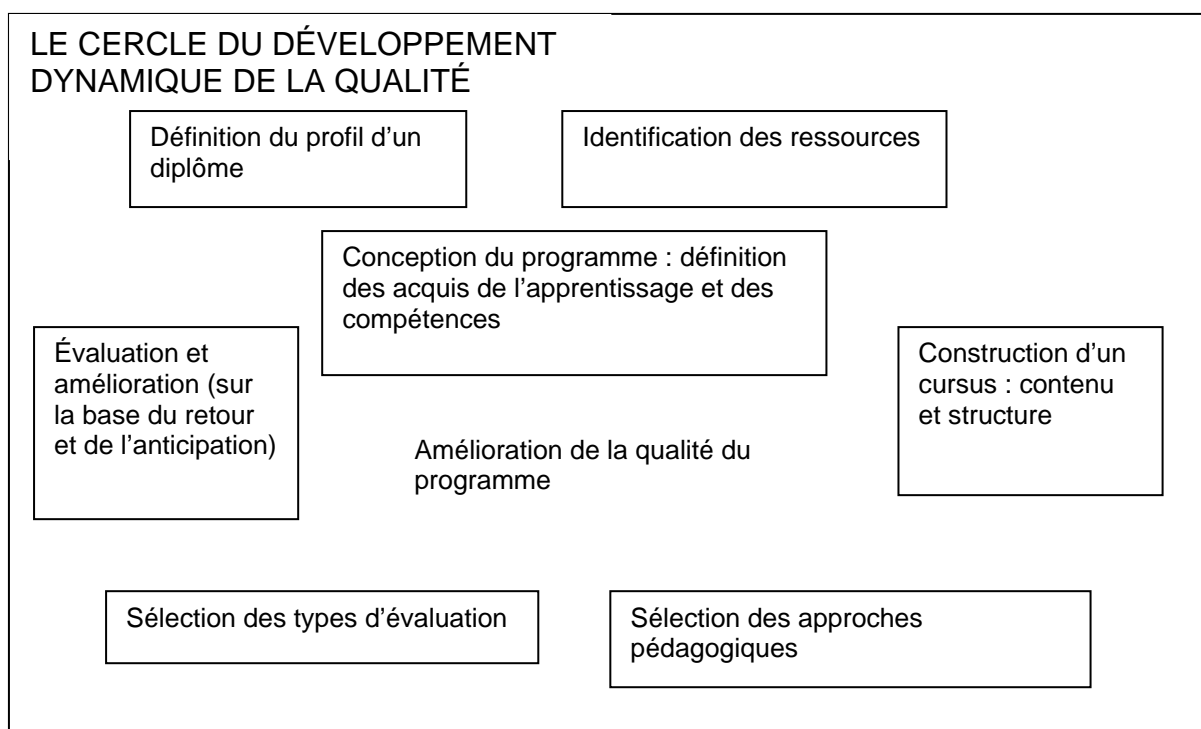 LE CERCLE DU DÉVELOPPEMENT
DYNAMIQUE DE LA QUALITÉ
Définition du profil d’un
diplôme
Identification des ressources
Conception du programme : définition
des acquis de l’apprentissage et des
compétences
Évaluation et
amélioration (sur
la base du retour
et de l’anticipation)
Construction d’un
cursus : contenu
et structure
Amélioration de la qualité du
programme
Sélection des types d’évaluation
Sélection des approches
pédagogiques